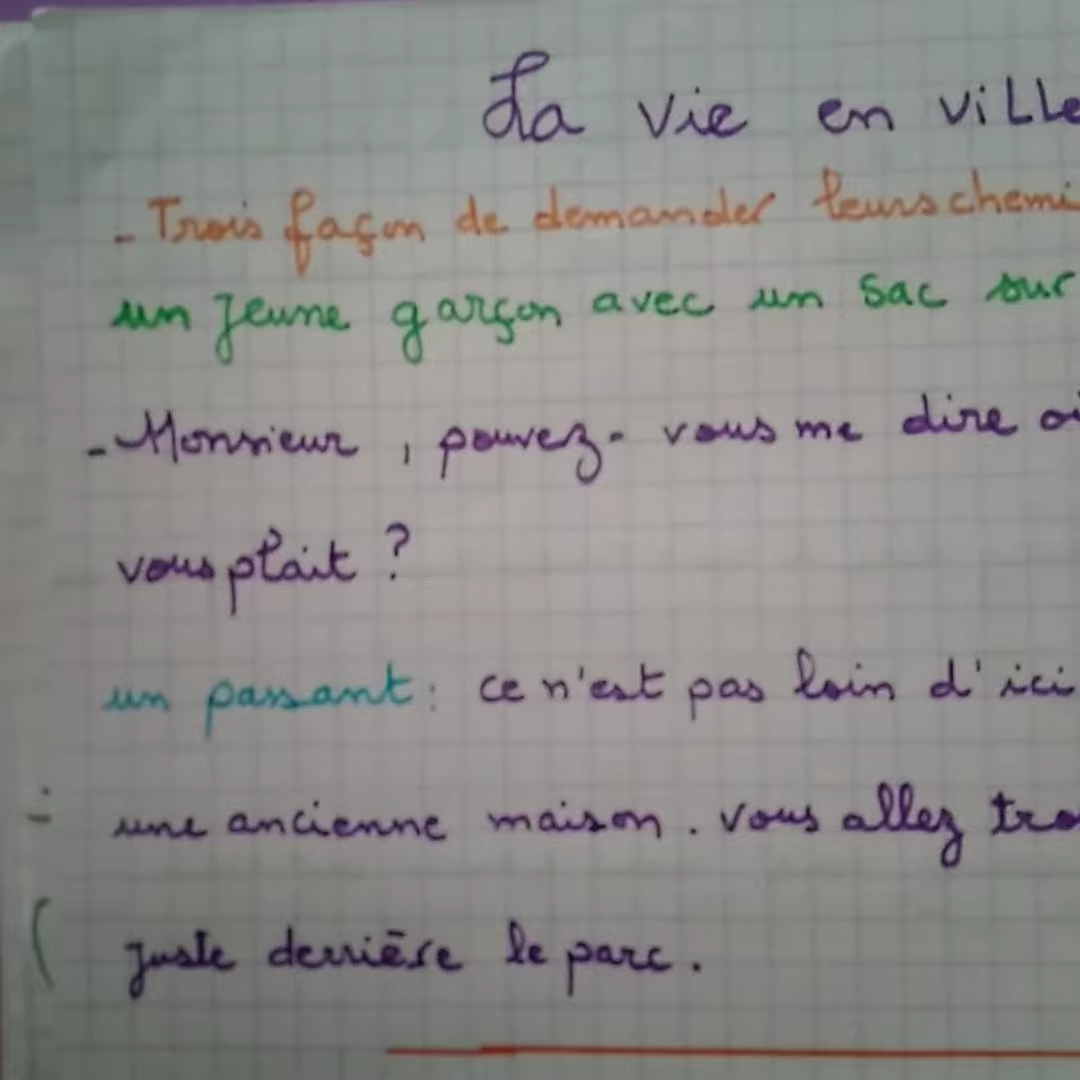 La vie en ville
- Trois façon de demander leurs chemi
un jeune garçon avec un sac sur
- Monsieur , pouvez-vous me dire où
vous plait ?
un passant : ce n'est pas loin d'ici
une ancienne maison . vous allez tro
juste derrière le parc .